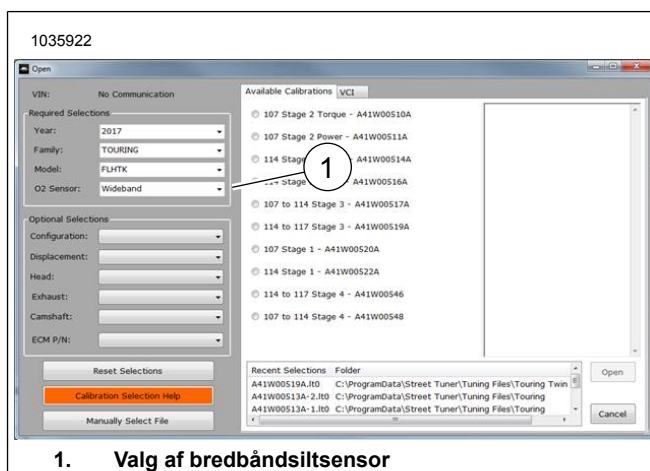 1035922
Open
VIN: No Communication
Required Selections
Year: 2017
Family: TOURING
Model: FLHTK
O2 Sensor: Wideband
Optional Selections
Configuration:
Displacement:
Head:
Exhaust:
Camshaft:
ECM P/N:
Reset Selections
Calibration Selection Help
Manually Select File
Available Calibrations VCI
107 Stage 2 Torque - A41W00510A
107 Stage 2 Power - A41W00511A
114 Stage - A41W00514A
1
114 Stage A41W00516A
107 to 114 Stage 3 - A41W00517A
114 to 117 Stage 3 - A41W00519A
107 Stage 1 - A41W00520A
114 Stage 1 - A41W00522A
114 to 117 Stage 4 - A41W00546
107 to 114 Stage 4 - A41W00548
Recent Selections Folder
A41W00519A.lt0 C:\ProgramData\Street Tuner\Tuning Files\Touring Twin
A41W00513A-2.lt0 C:\ProgramData\Street Tuner\Tuning Files\Touring
A41W00513A-1.lt0 C:\ProgramData\Street Tuner\Tuning Files\Touring
Open
Cancel
1. Valg af bredbåndsiltsensor